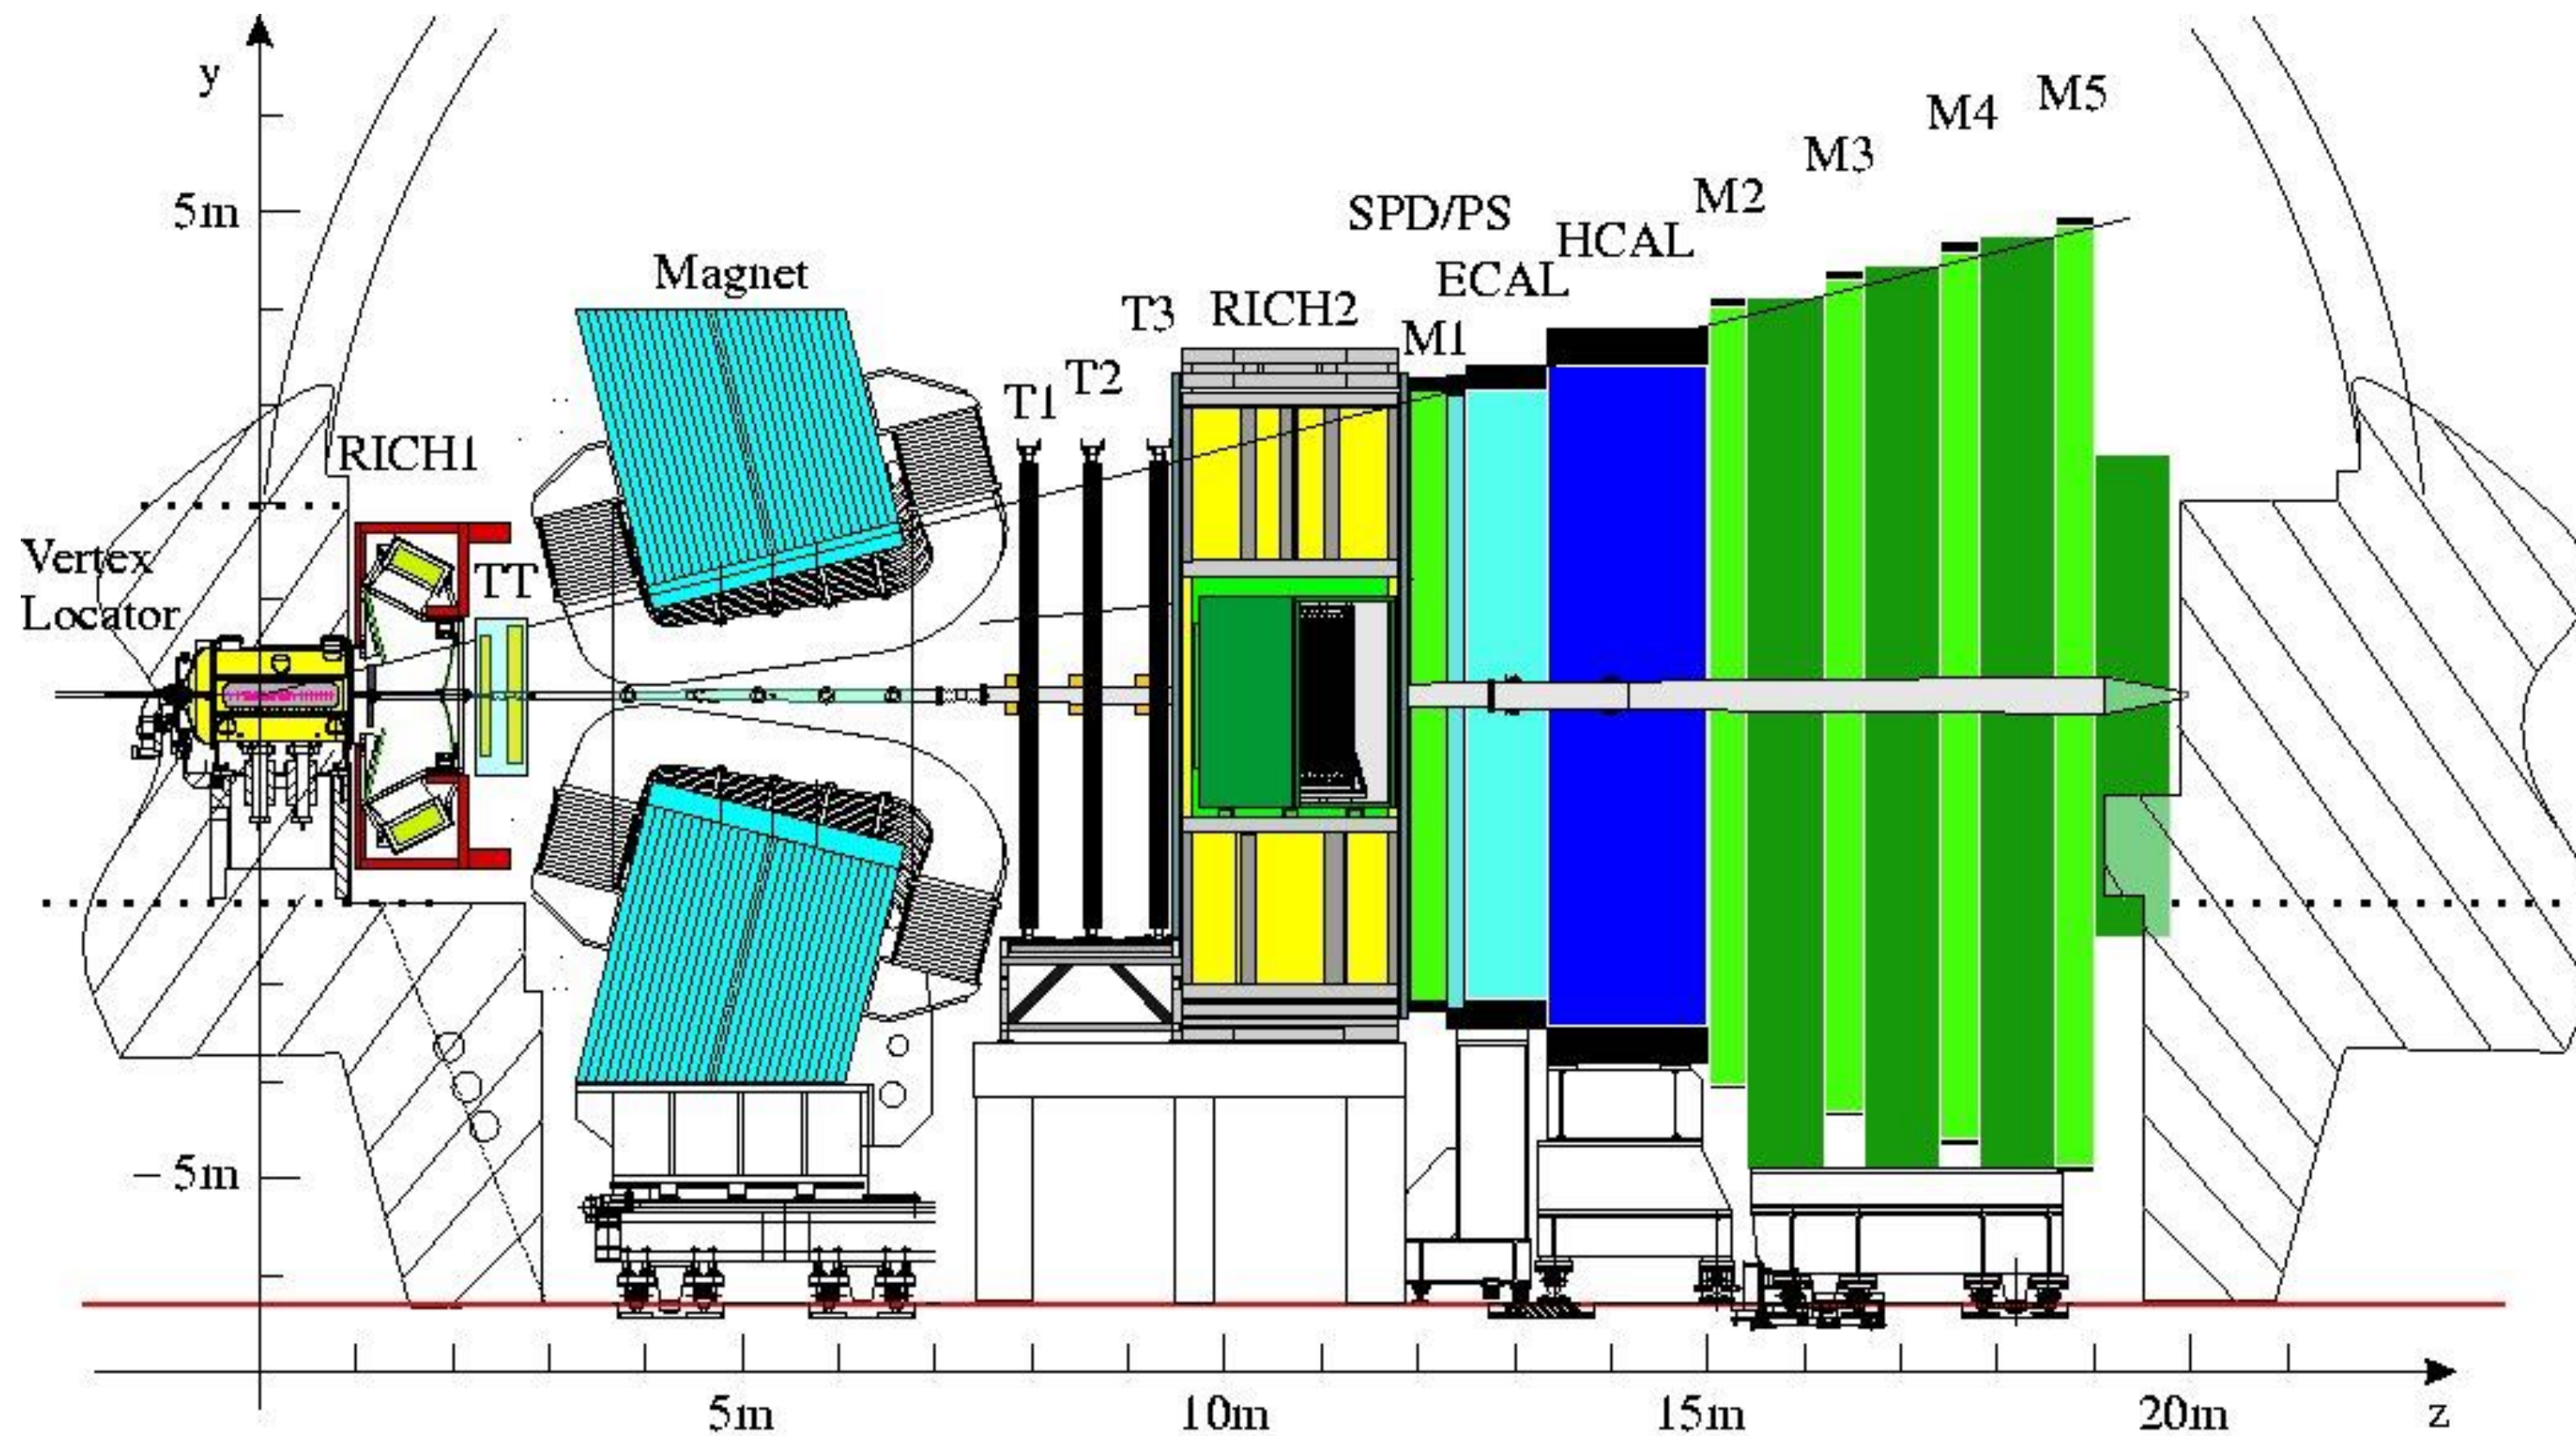 y
5m
Magnet
RICH1
Vertex
Locator
TT
T1
T2
T3
RICH2
M1
SPD/PS
ECAL
HCAL
M2
M3
M4
M5
– 5m
5m
10m
15m
20m
z